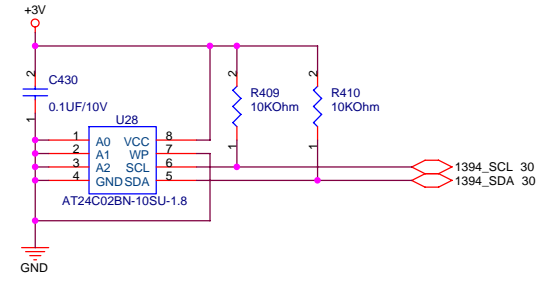 +3V
2
C430
0.1UF/10V
1
2
R409
10KOhm
1
2
R410
10KOhm
1
U28
1 A0 VCC 8
2 A1 WP 7
3 A2 SCL 6
4 GND SDA 5
AT24C02BN-10SU-1.8
1394_SCL 30
1394_SDA 30
GND